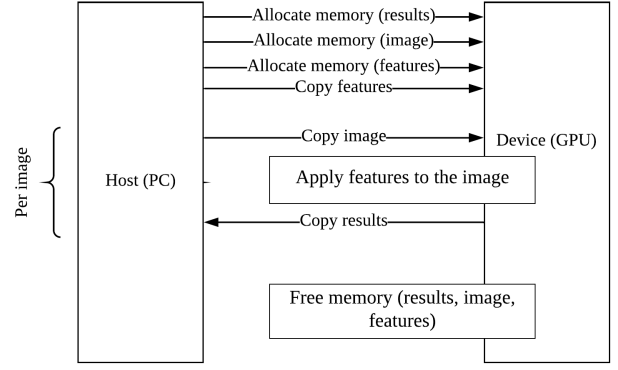 Allocate memory (results)
Allocate memory (image)
Allocate memory (features)
Copy features
Copy image
Device (GPU)
Per image
Host (PC)
Apply features to the image
Copy results
Free memory (results, image,
features)